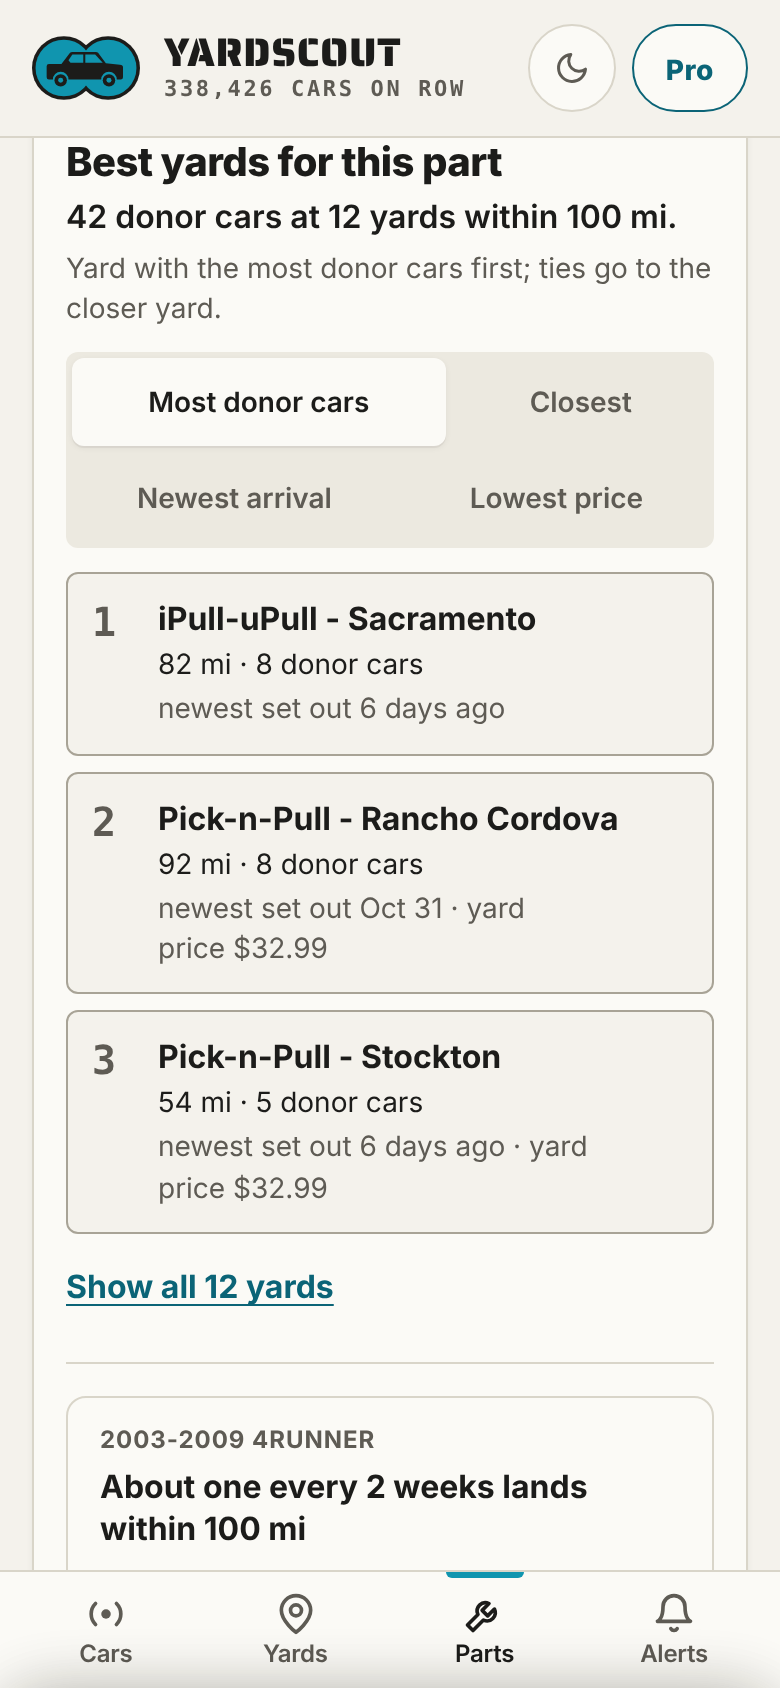 YARDSCOUT
338,426 CARS ON ROW
Pro
Best yards for this part
42 donor cars at 12 yards within 100 mi.
Yard with the most donor cars first; ties go to the
closer yard.
Most donor cars
Closest
Newest arrival
Lowest price
1
iPull-uPull - Sacramento
82 mi · 8 donor cars
newest set out 6 days ago
2
Pick-n-Pull - Rancho Cordova
92 mi · 8 donor cars
newest set out Oct 31 · yard
price $32.99
3
Pick-n-Pull - Stockton
54 mi · 5 donor cars
newest set out 6 days ago · yard
price $32.99
Show all 12 yards
2003-2009 4RUNNER
About one every 2 weeks lands
within 100 mi
Cars
Yards
Parts
Alerts